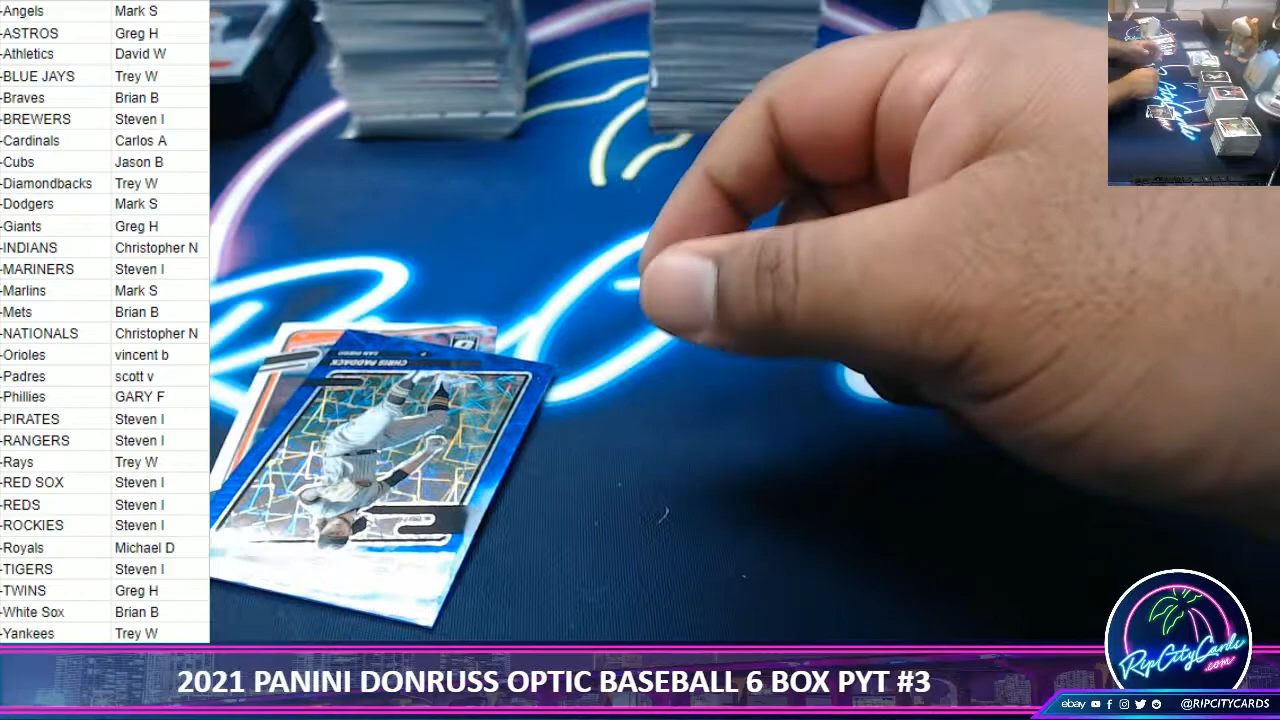 -Angels Mark S
-ASTROS Greg H
-Athletics David W
-BLUE JAYS Trey W
-Braves Brian B
-BREWERS Steven I
-Cardinals Carlos A
-Cubs Jason B
-Diamondbacks Trey W
-Dodgers Mark S
-Giants Greg H
-INDIANS Christopher N
-MARINERS Steven I
-Marlins Mark S
-Mets Brian B
-NATIONALS Christopher N
-Orioles vincent b
-Padres scott v
-Phillies GARY F
-PIRATES Steven I
-RANGERS Steven I
-Rays Trey W
-RED SOX Steven I
-REDS Steven I
-ROCKIES Steven I
-Royals Michael D
-TIGERS Steven I
-TWINS Greg H
-White Sox Brian B
-Yankees Trey W
CHRIS PADDACK
SAN DIEGO
2021 PANINI DONRUSS OPTIC BASEBALL 6 BOX PYT #3
RipCityCards
.com
ebay @RIPCITYCARDS